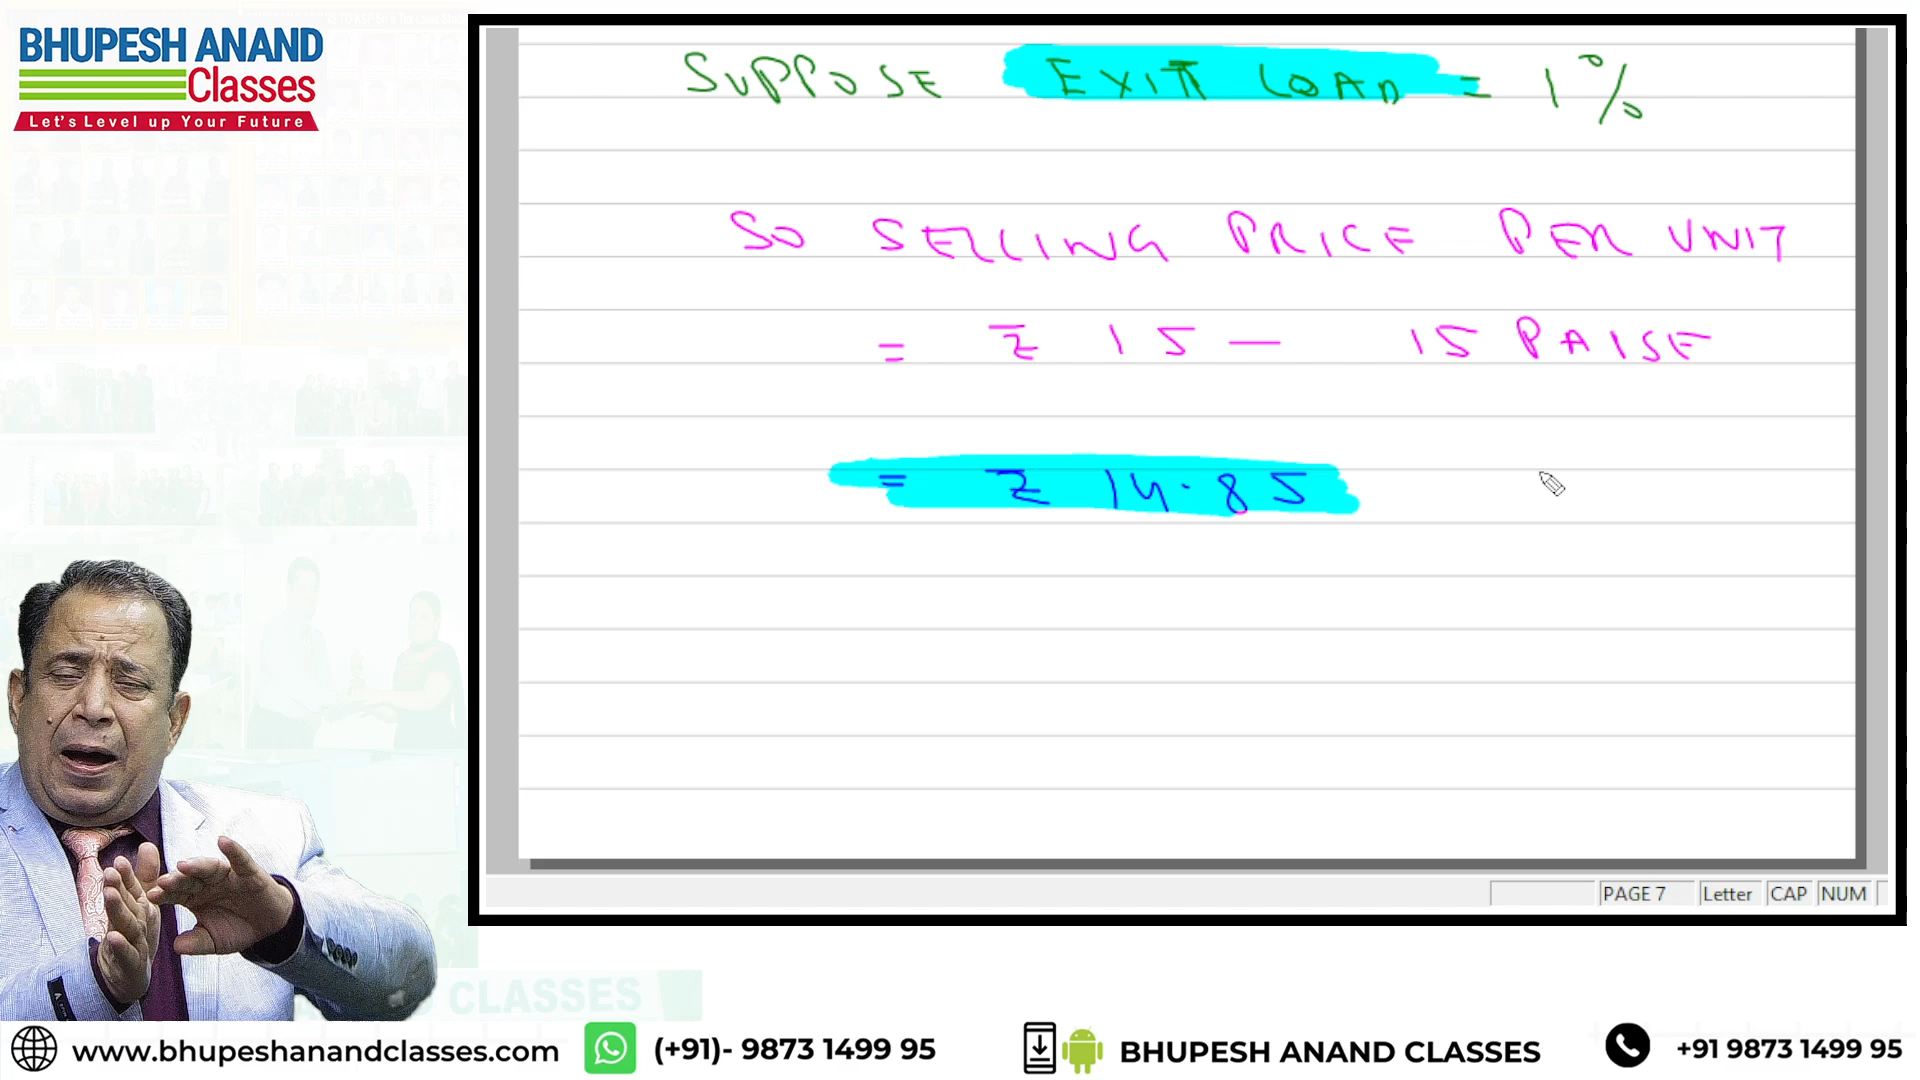 BHUPESH ANAND
Classes
Let's Level up Your Future
SUPPOSE EXIT LOAD = 1%
SO SELLING PRICE PER UNIT
= ₹ 15 — 15 PAISE
= ₹ 14.85
PAGE 7 Letter CAP NUM
CLASSES
www.bhupeshanandclasses.com (+91)- 9873 1499 95 BHUPESH ANAND CLASSES +91 9873 1499 95